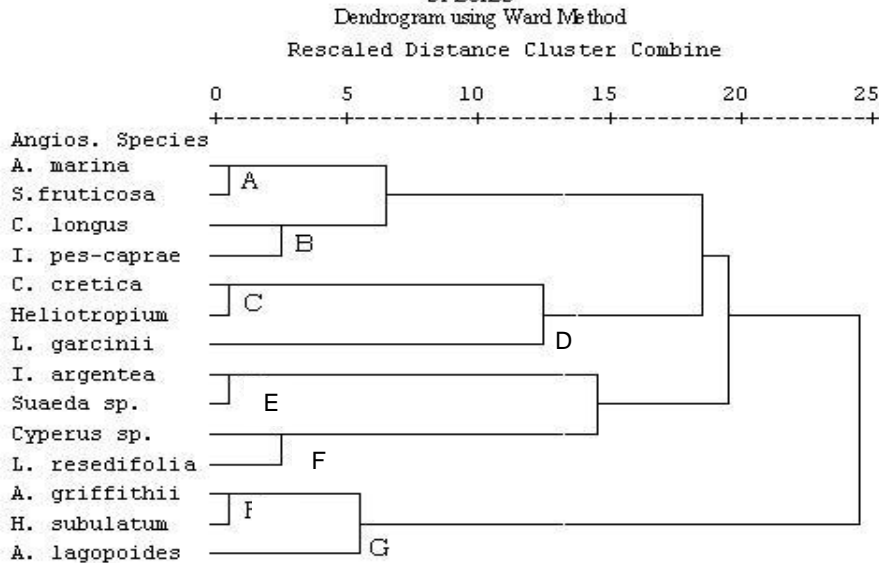 Dendrogram using Ward Method
Rescaled Distance Cluster Combine
0 5 10 15 20 25
Angios. Species
A. marina
A
S.fruticosa
C. longus
B
I. pes-caprae
C. cretica
C
Heliotropium
L. garcinii
D
I. argentea
Suaeda sp.
E
Cyperus sp.
L. resedifolia
F
A. griffithii
H. subulatum
A. lagopoides
G